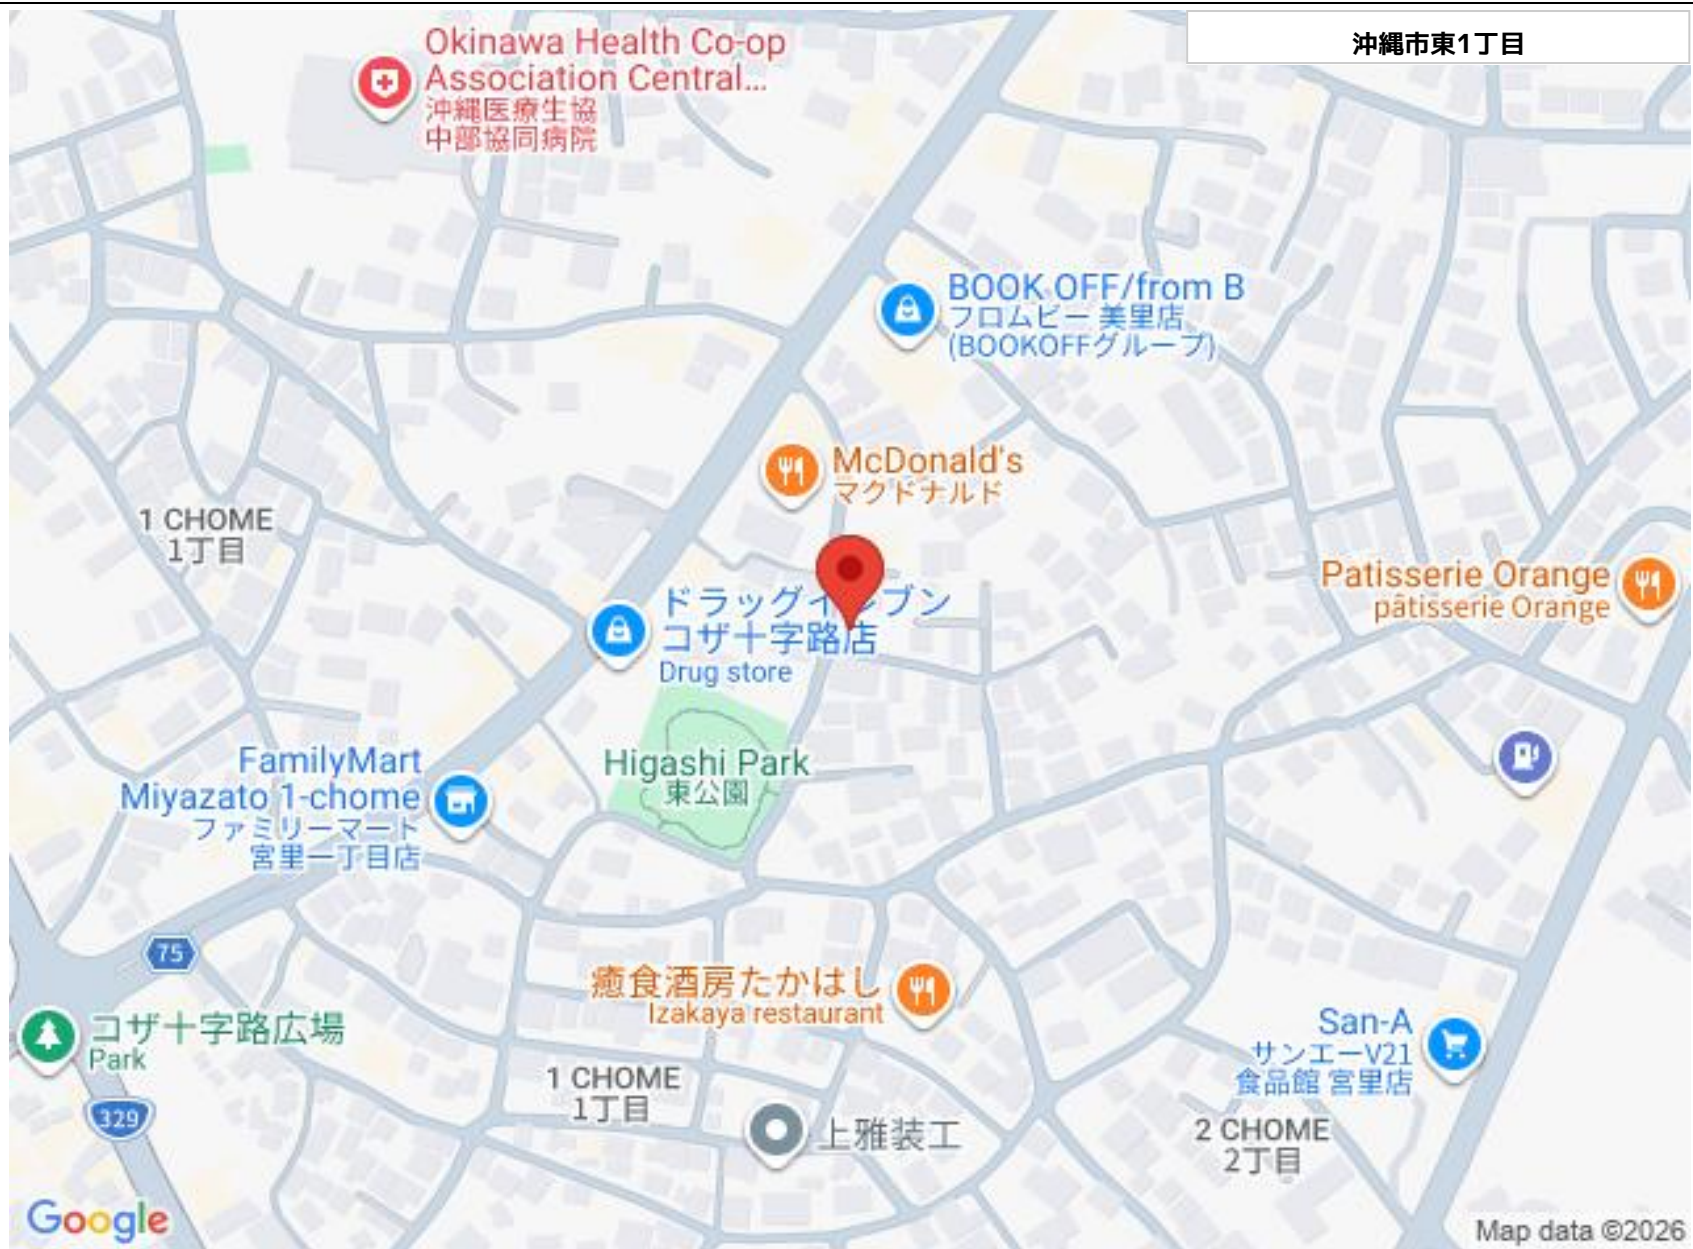 沖縄市東1丁目
Okinawa Health Co-op
Association Central...
沖縄医療生協
中部協同病院
BOOK OFF/from B
フロムビー 美里店
(BOOKOFFグループ)
McDonald's
マクドナルド
1 CHOME
1丁目
Patisserie Orange
pâtisserie Orange
ドラッグイレブン
コザ十字路店
Drug store
Higashi Park
東公園
FamilyMart
Miyazato 1-chome
ファミリーマート
宮里一丁目店
75
癒食酒房たかはし
Izakaya restaurant
コザ十字路広場
Park
San-A
サンエーV21
食品館 宮里店
1 CHOME
1丁目
329
上雅装工
2 CHOME
2丁目
Google
Map data ©2026